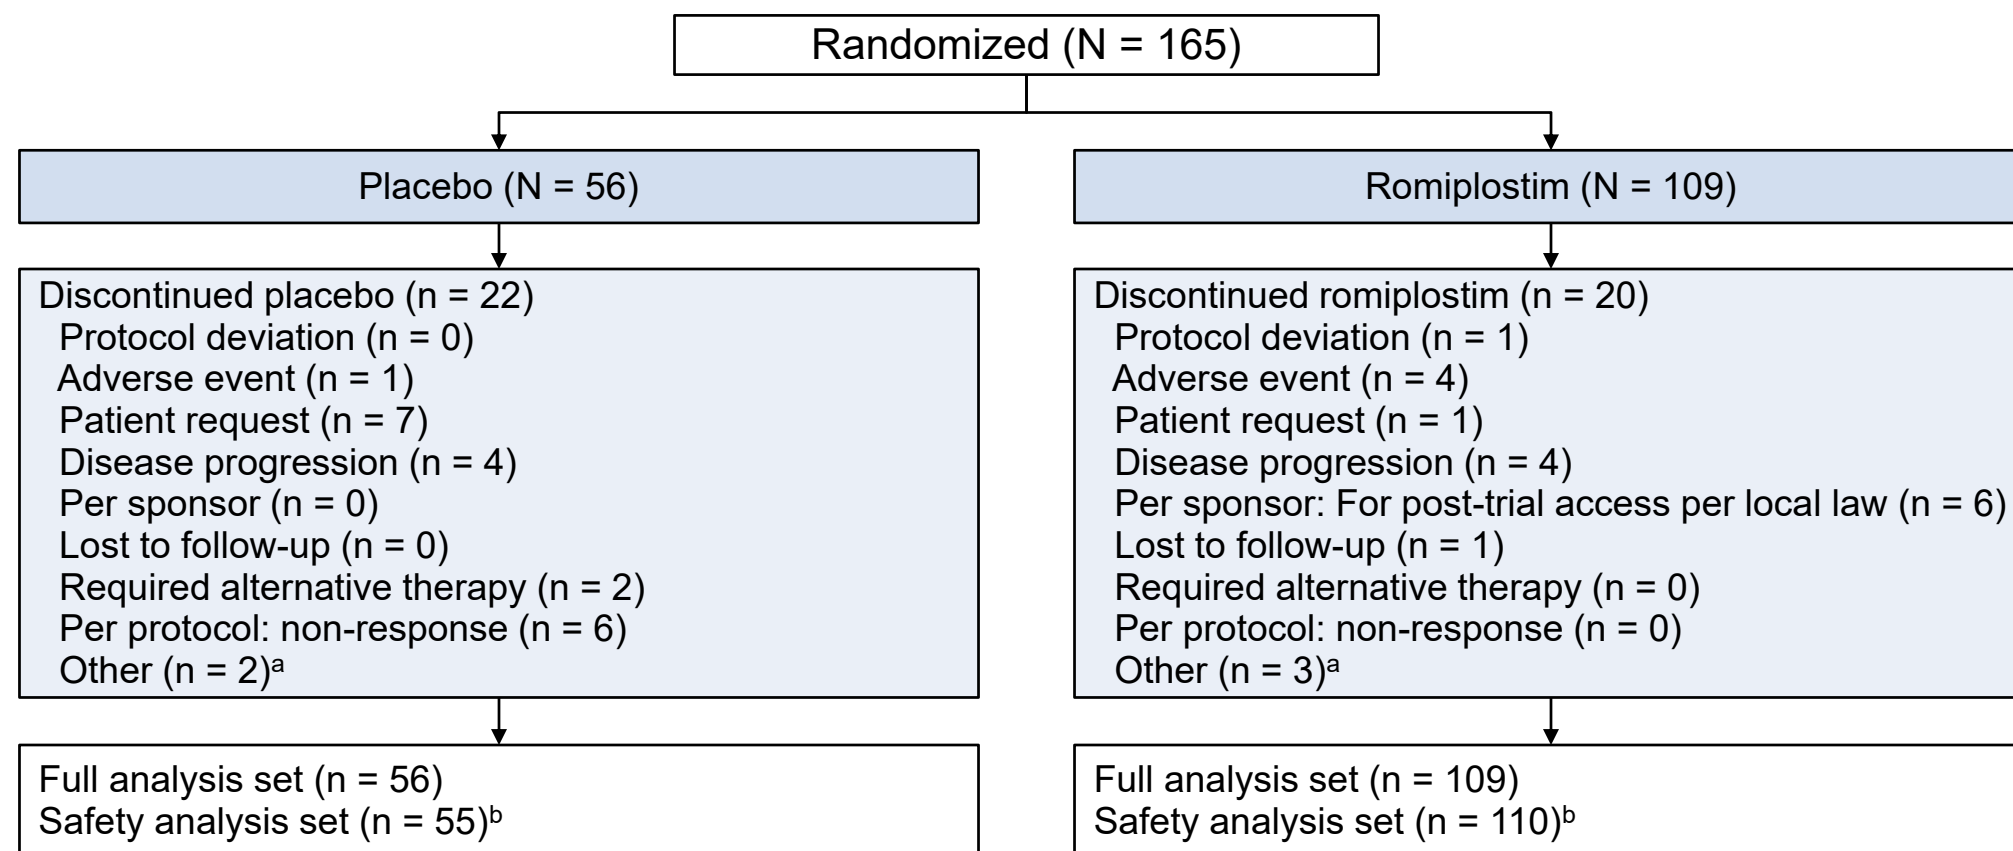 Randomized (N = 165)
Placebo (N = 56)
Discontinued placebo (n = 22)
Protocol deviation (n = 0)
Adverse event (n = 1)
Patient request (n = 7)
Disease progression (n = 4)
Per sponsor (n = 0)
Lost to follow-up (n = 0)
Required alternative therapy (n = 2)
Per protocol: non-response (n = 6)
Other (n = 2)ᵃ
Full analysis set (n = 56)
Safety analysis set (n = 55)ᵇ
Romiplostim (N = 109)
Discontinued romiplostim (n = 20)
Protocol deviation (n = 1)
Adverse event (n = 4)
Patient request (n = 1)
Disease progression (n = 4)
Per sponsor: For post-trial access per local law (n = 6)
Lost to follow-up (n = 1)
Required alternative therapy (n = 0)
Per protocol: non-response (n = 0)
Other (n = 3)ᵃ
Full analysis set (n = 109)
Safety analysis set (n = 110)ᵇ